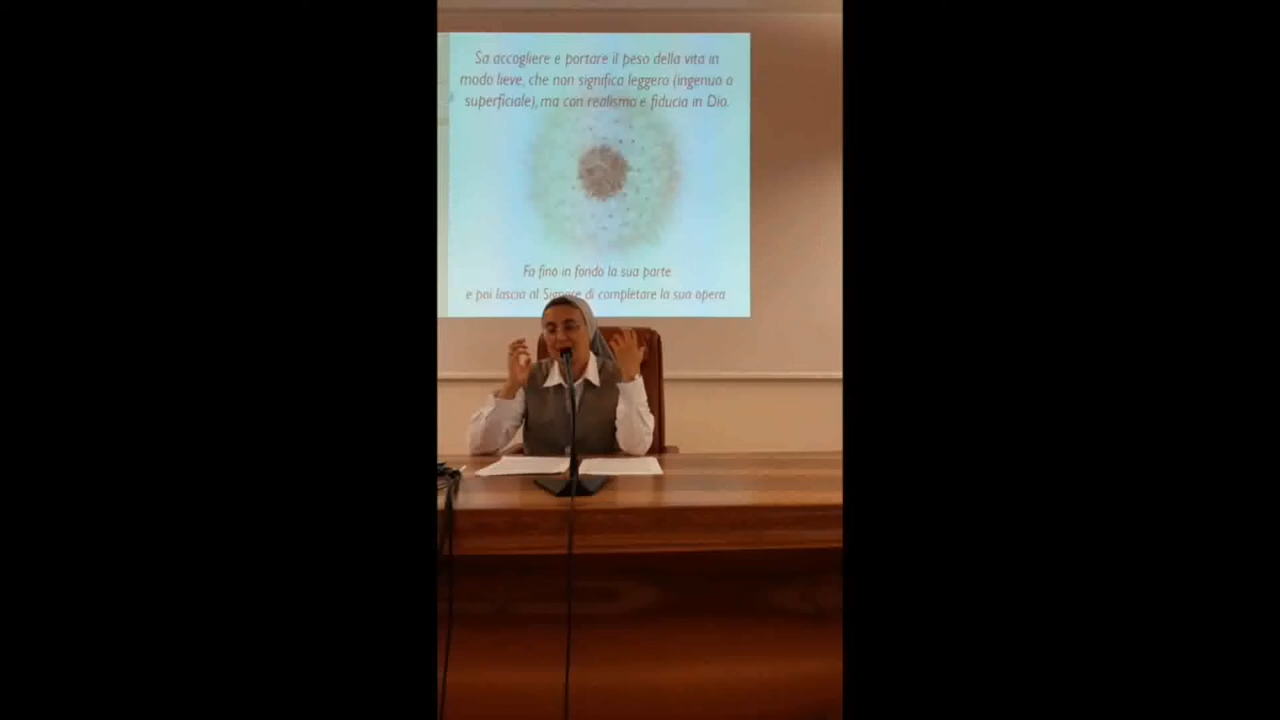 Sa accogliere e portare il peso della vita in
modo lieve, che non significa leggero (ingenuo o
superficiale), ma con realismo e fiducia in Dio.
Fa fino in fondo la sua parte
e poi lascia al Signore di completare la sua opera